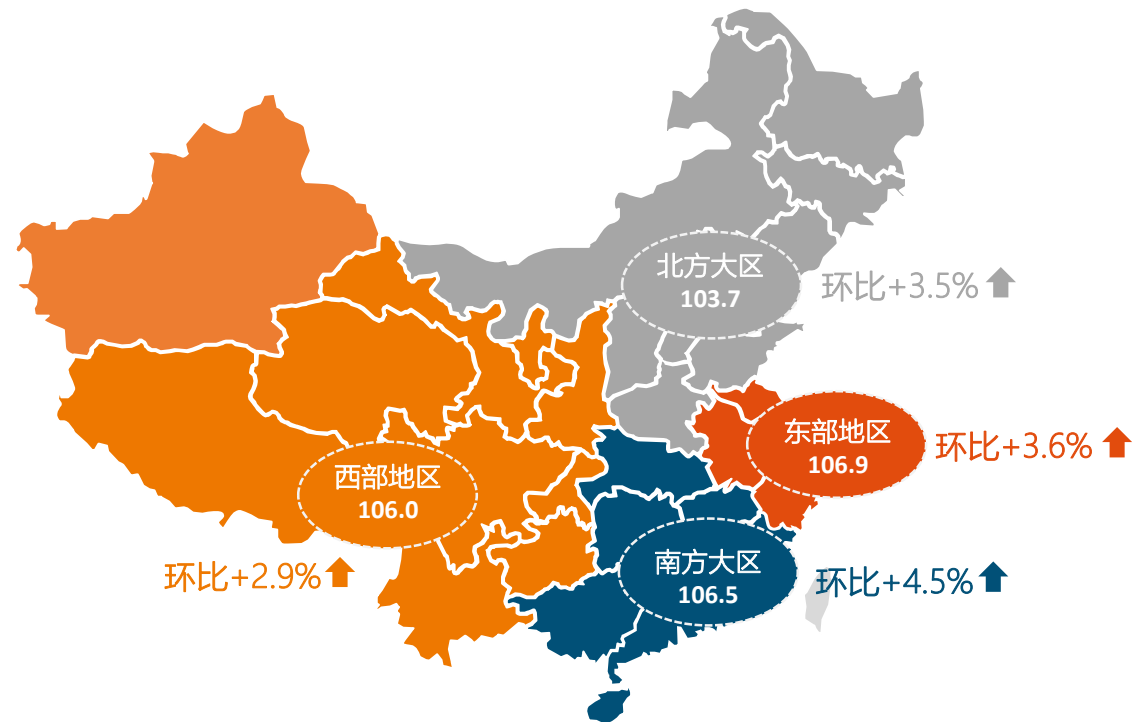 北方大区
103.7
环比+3.5%
东部地区
106.9
环比+3.6%
西部地区
106.0
环比+2.9%
南方大区
106.5
环比+4.5%